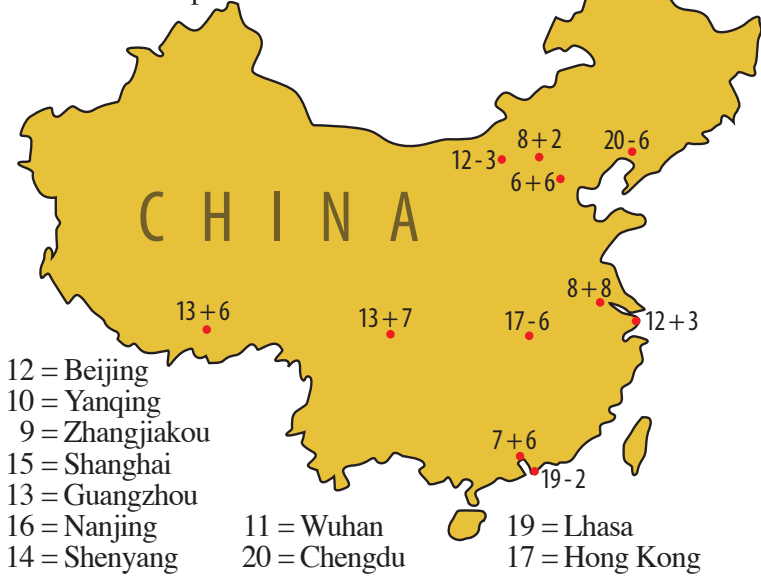 8+2
20-6
12-3
6+6
CHINA
8+8
13+6
13+7
17-6
12+3
12 = Beijing
10 = Yanqing
9 = Zhangjiakou
7+6
15 = Shanghai
19-2
13 = Guangzhou
16 = Nanjing 11 = Wuhan 19 = Lhasa
14 = Shenyang 20 = Chengdu 17 = Hong Kong